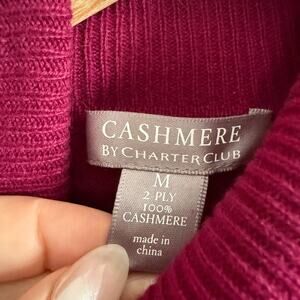 CASHMERE
BY CHARTER CLUB
M
2 PLY
100%
CASHMERE
made in
china